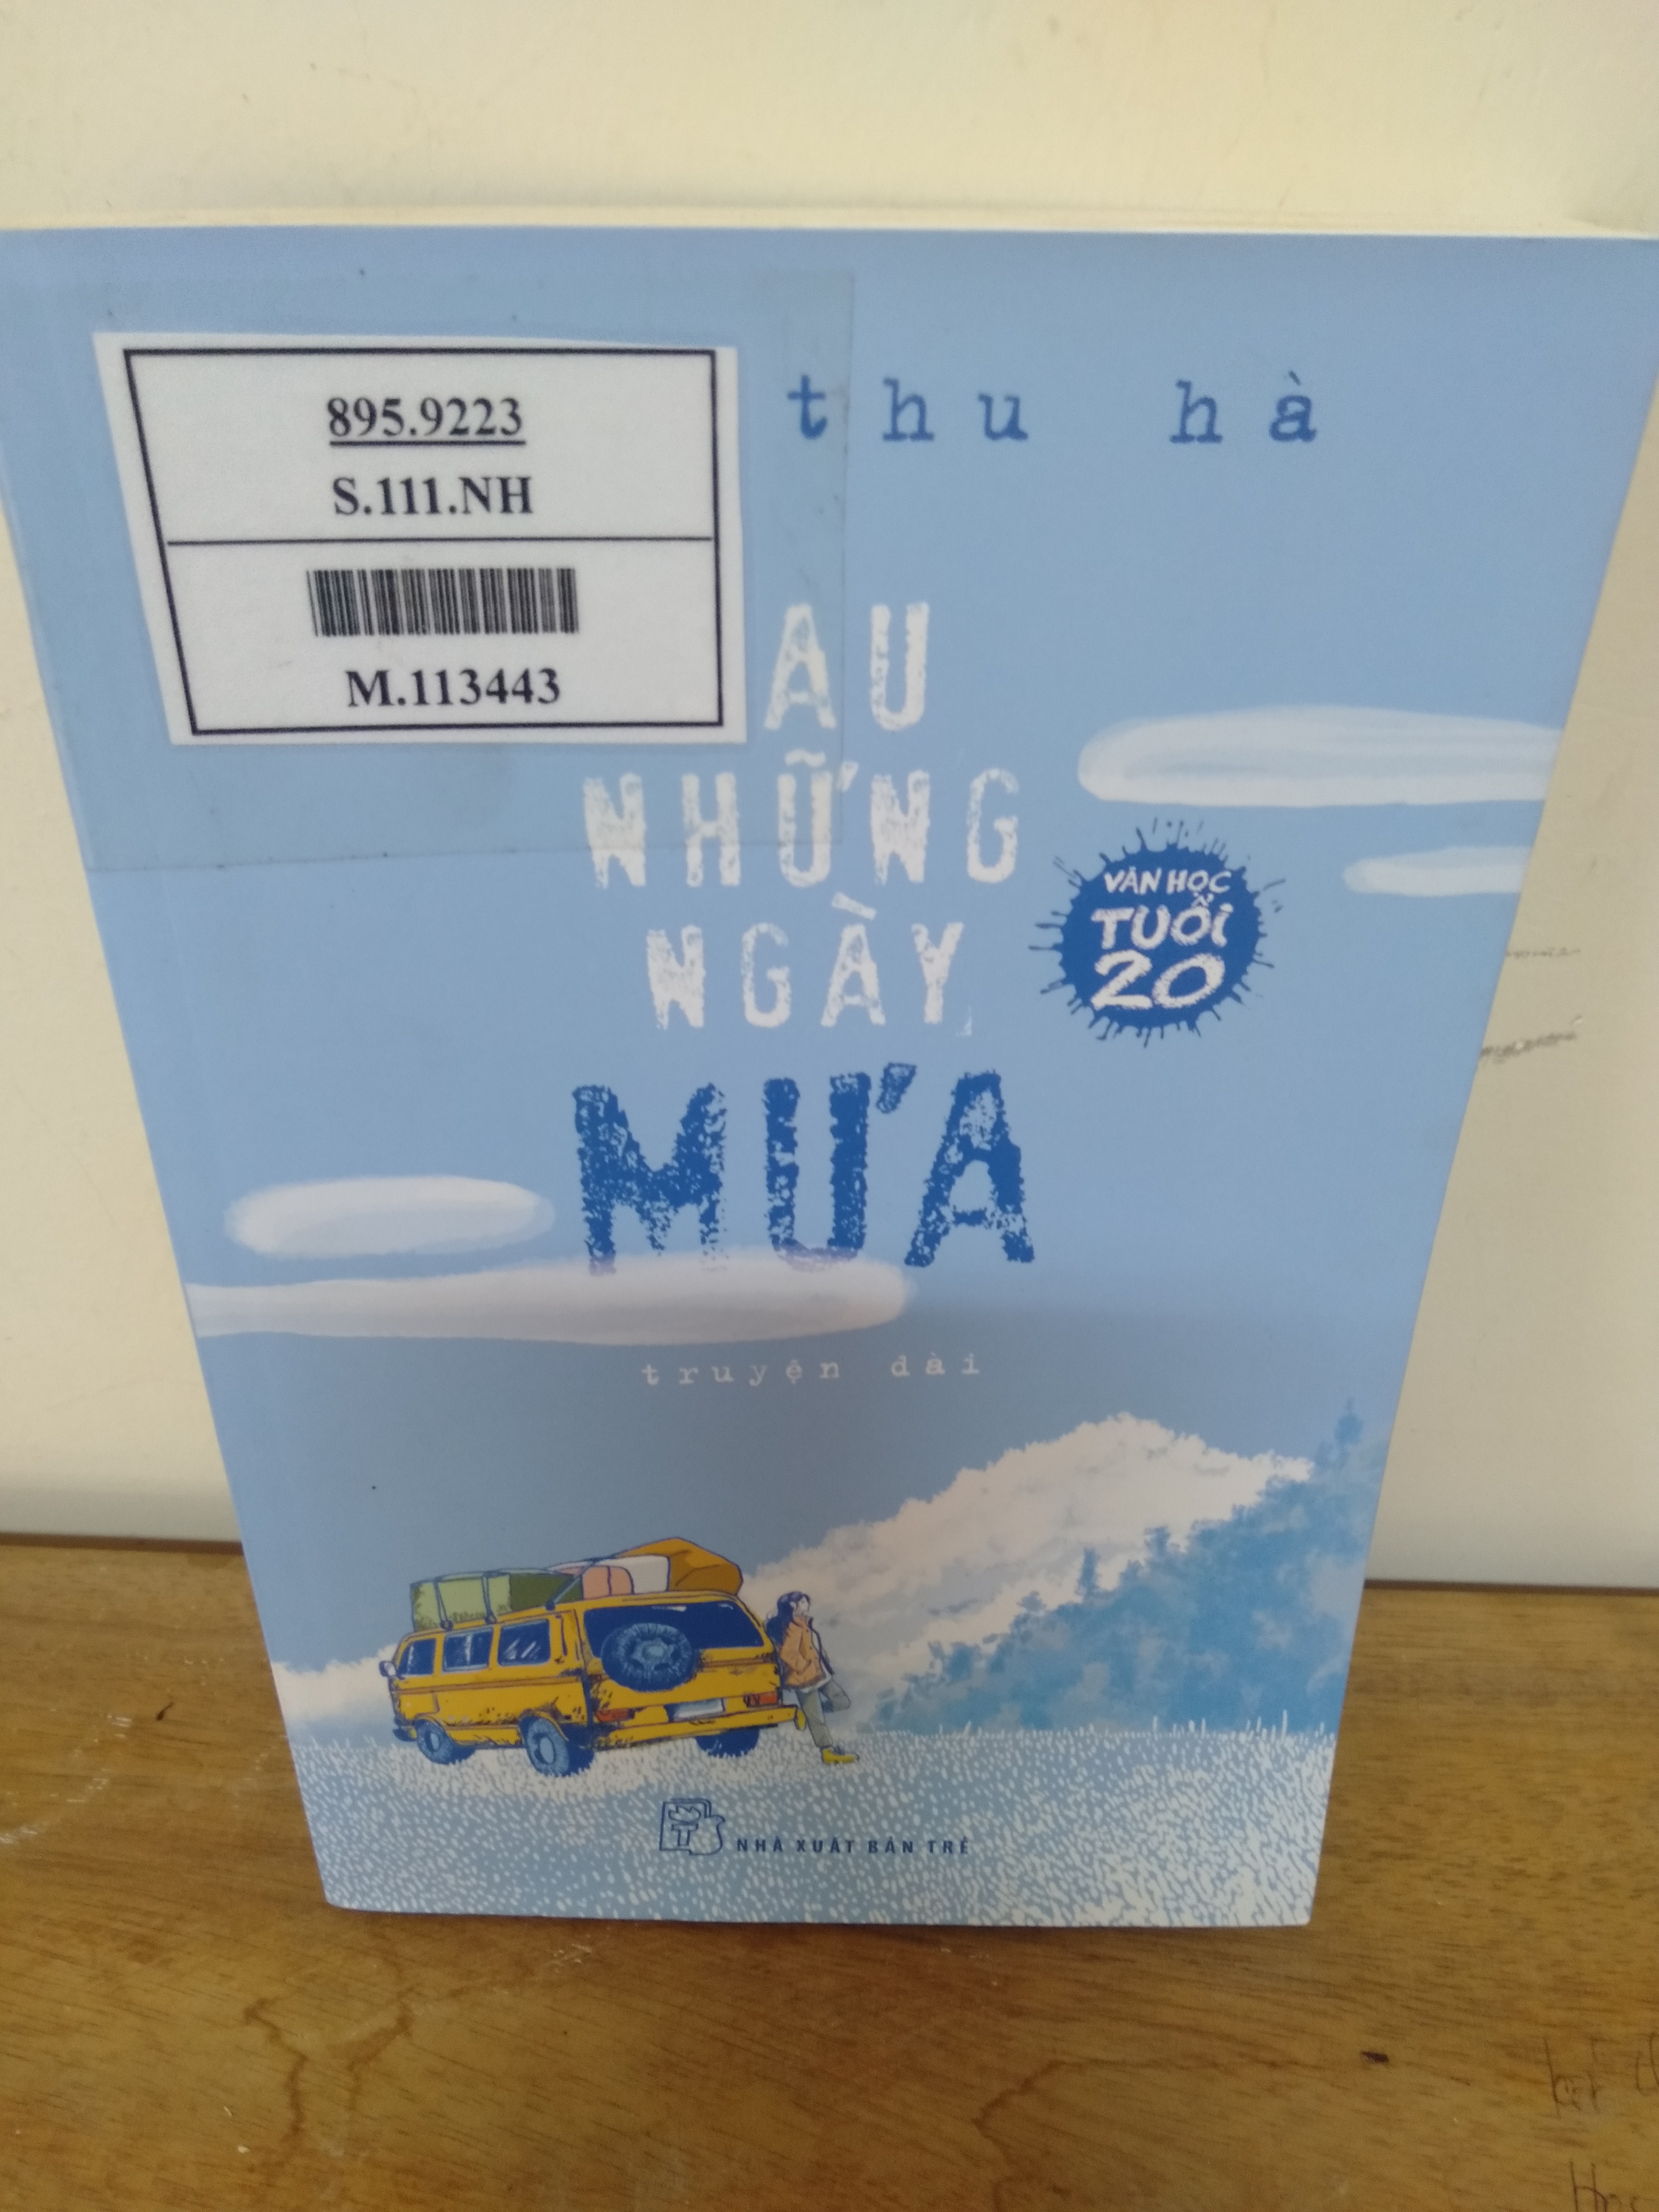 895.9223
S.111.NH
M.113443
thu hà
AU
NHỮNG
NGÀY
MƯA
VĂN HỌC
TUỔI
20
truyện dài
NHÀ XUẤT BẢN TRẺ